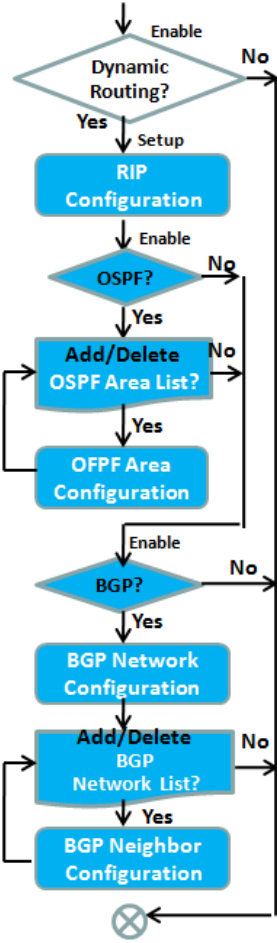 Enable
Dynamic
Routing?
No
Yes
Setup
RIP
Configuration
Enable
OSPF?
No
Yes
Add/Delete
OSPF Area List?
No
Yes
OFPF Area
Configuration
Enable
BGP?
No
Yes
BGP Network
Configuration
Add/Delete
BGP
Network List?
No
Yes
BGP Neighbor
Configuration